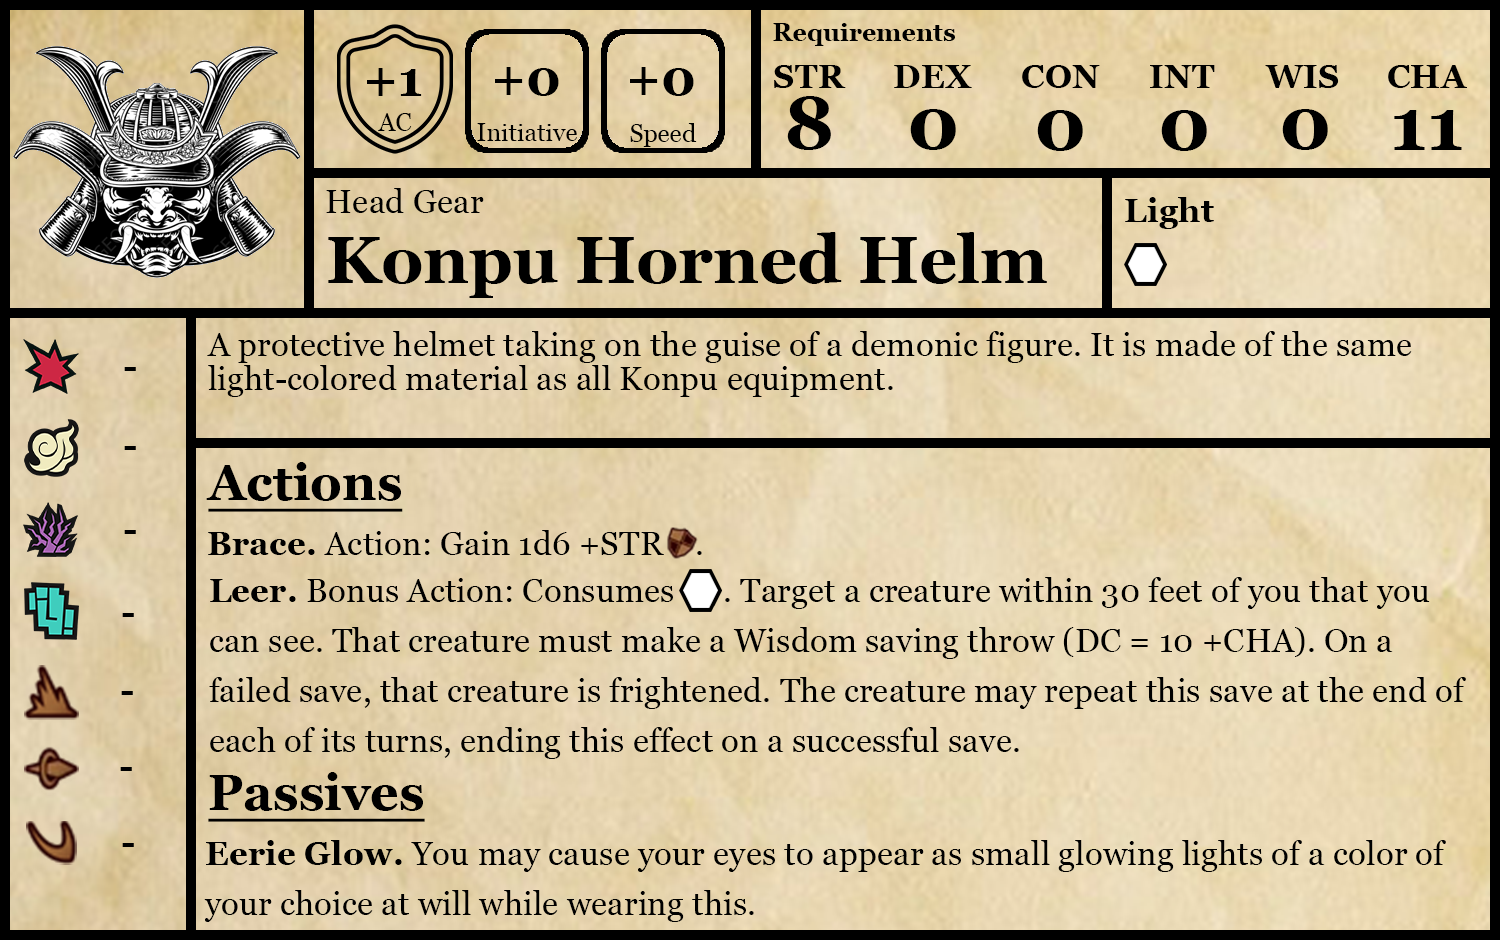 +1
AC
+0
Initiative
+0
Speed
Requirements
STR DEX CON INT WIS CHA
8 0 0 0 0 11
Head Gear
Konpu Horned Helm
Light
-
-
-
-
-
-
-
A protective helmet taking on the guise of a demonic figure. It is made of the same
light-colored material as all Konpu equipment.
Actions
Brace. Action: Gain 1d6 +STR.
Leer. Bonus Action: Consumes . Target a creature within 30 feet of you that you
can see. That creature must make a Wisdom saving throw (DC = 10 +CHA). On a
failed save, that creature is frightened. The creature may repeat this save at the end of
each of its turns, ending this effect on a successful save.
Passives
Eerie Glow. You may cause your eyes to appear as small glowing lights of a color of
your choice at will while wearing this.